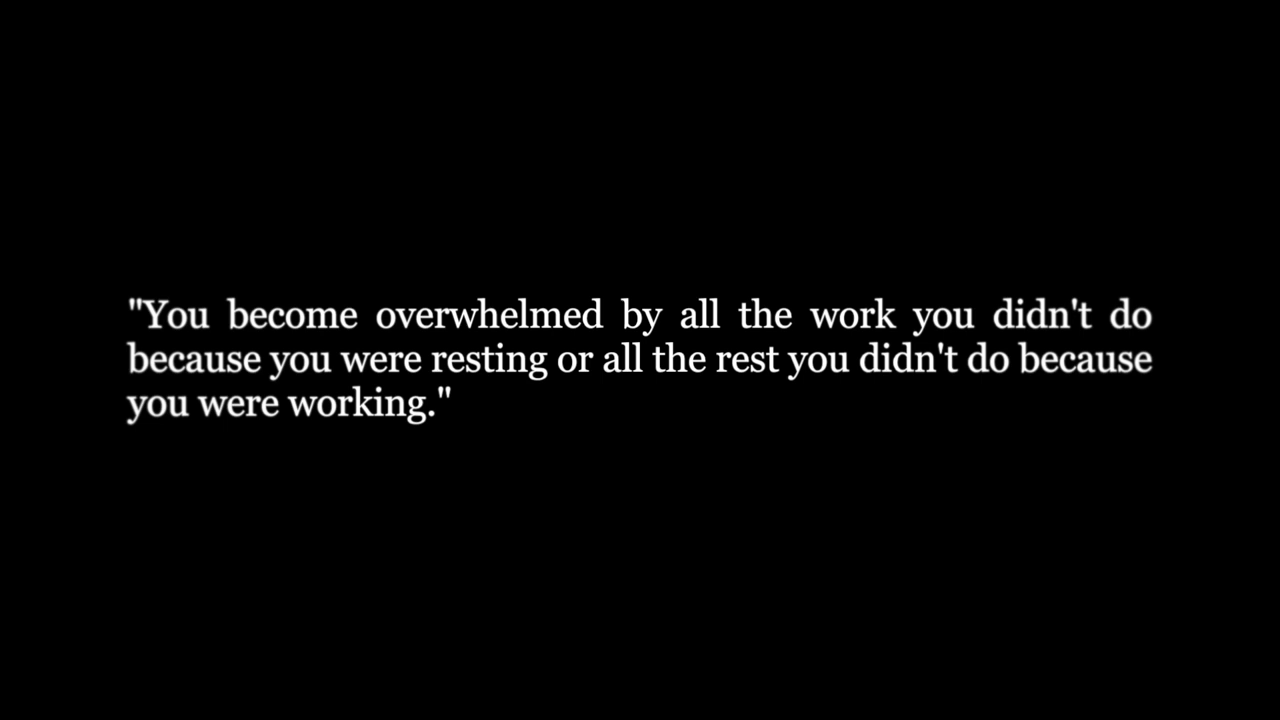 "You become overwhelmed by all the work you didn't do
because you were resting or all the rest you didn't do because
you were working."